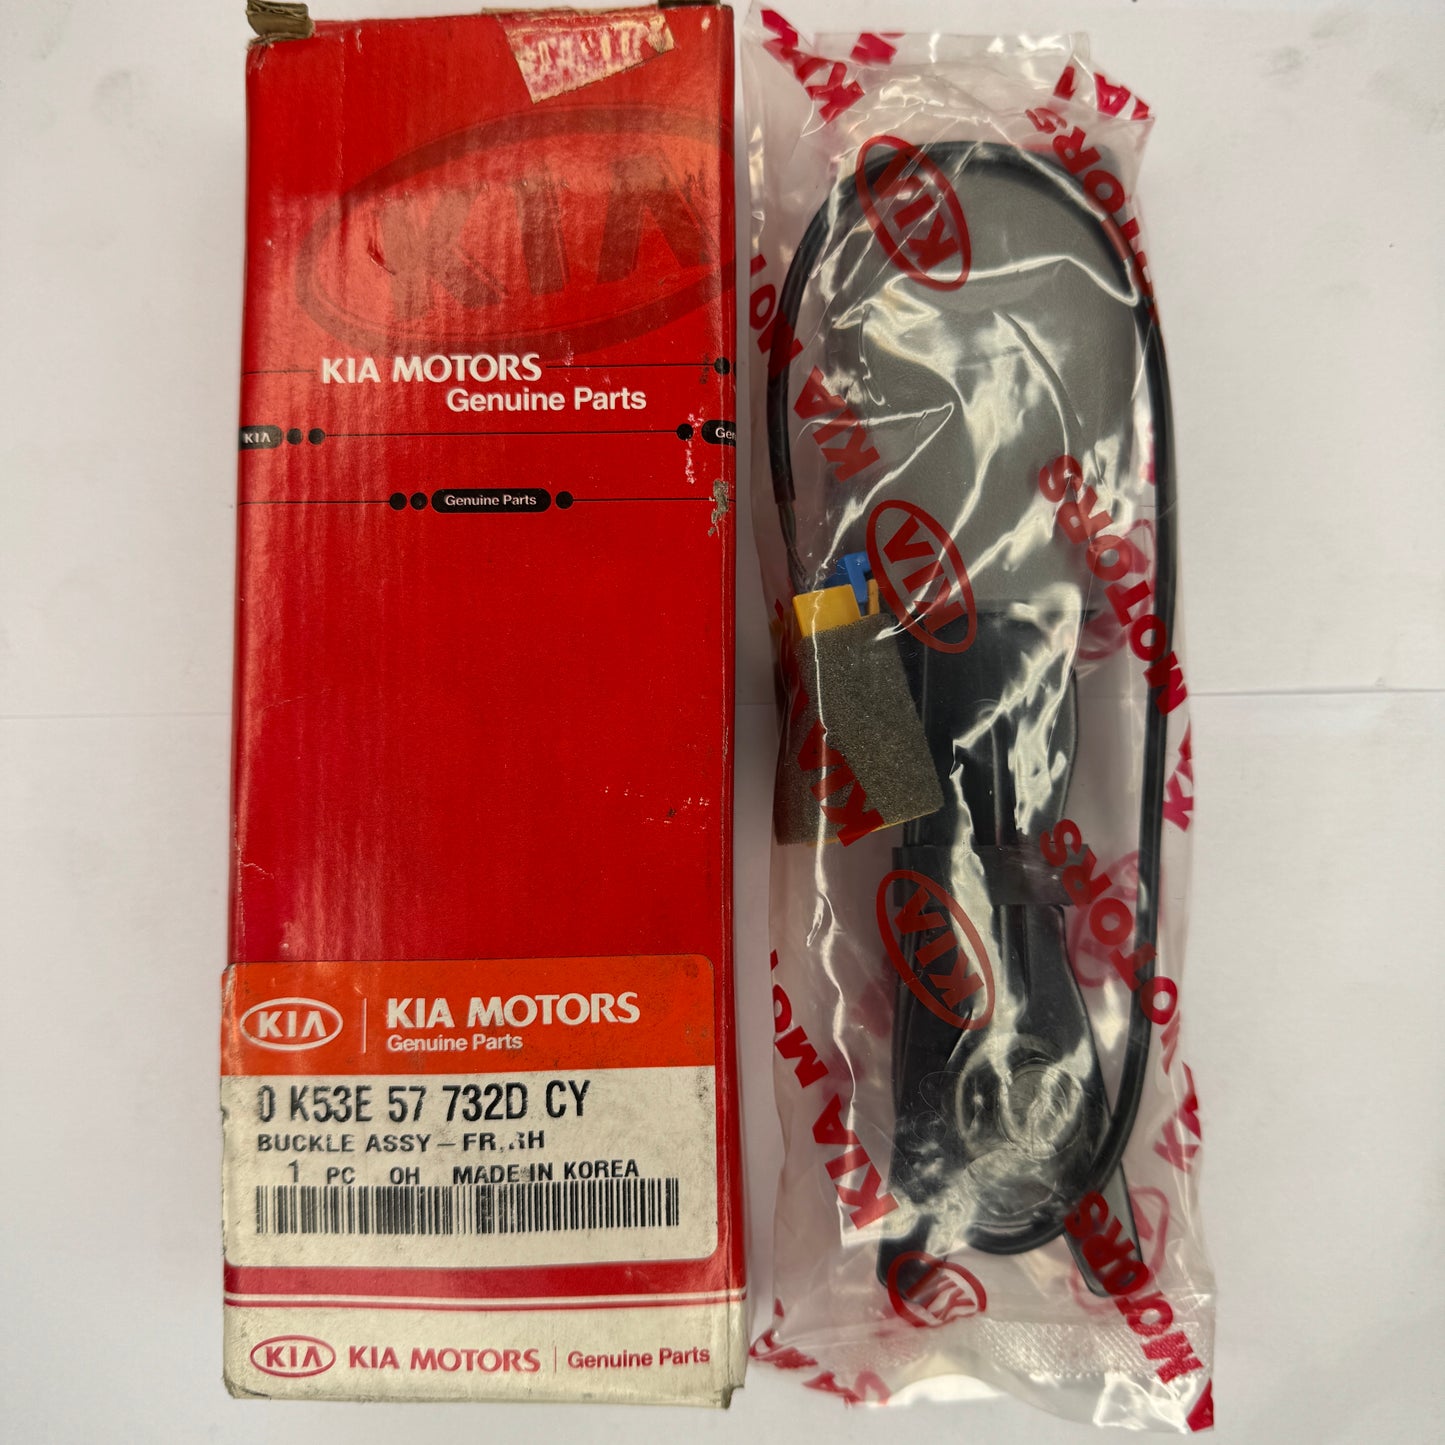 KIA
KIA MOTORS
Genuine Parts
KIA
Genuine Parts
KIA
KIA MOTORS
Genuine Parts
0 K53E 57 732D CY
BUCKLE ASSY-FR,RH
1 PC OH MADE IN KOREA
KIA
KIA MOTORS
Genuine Parts
KIA
KIA
KIA
KIA
MOTORS
MOTORS
MOTORS
MOTORS
KIA MO